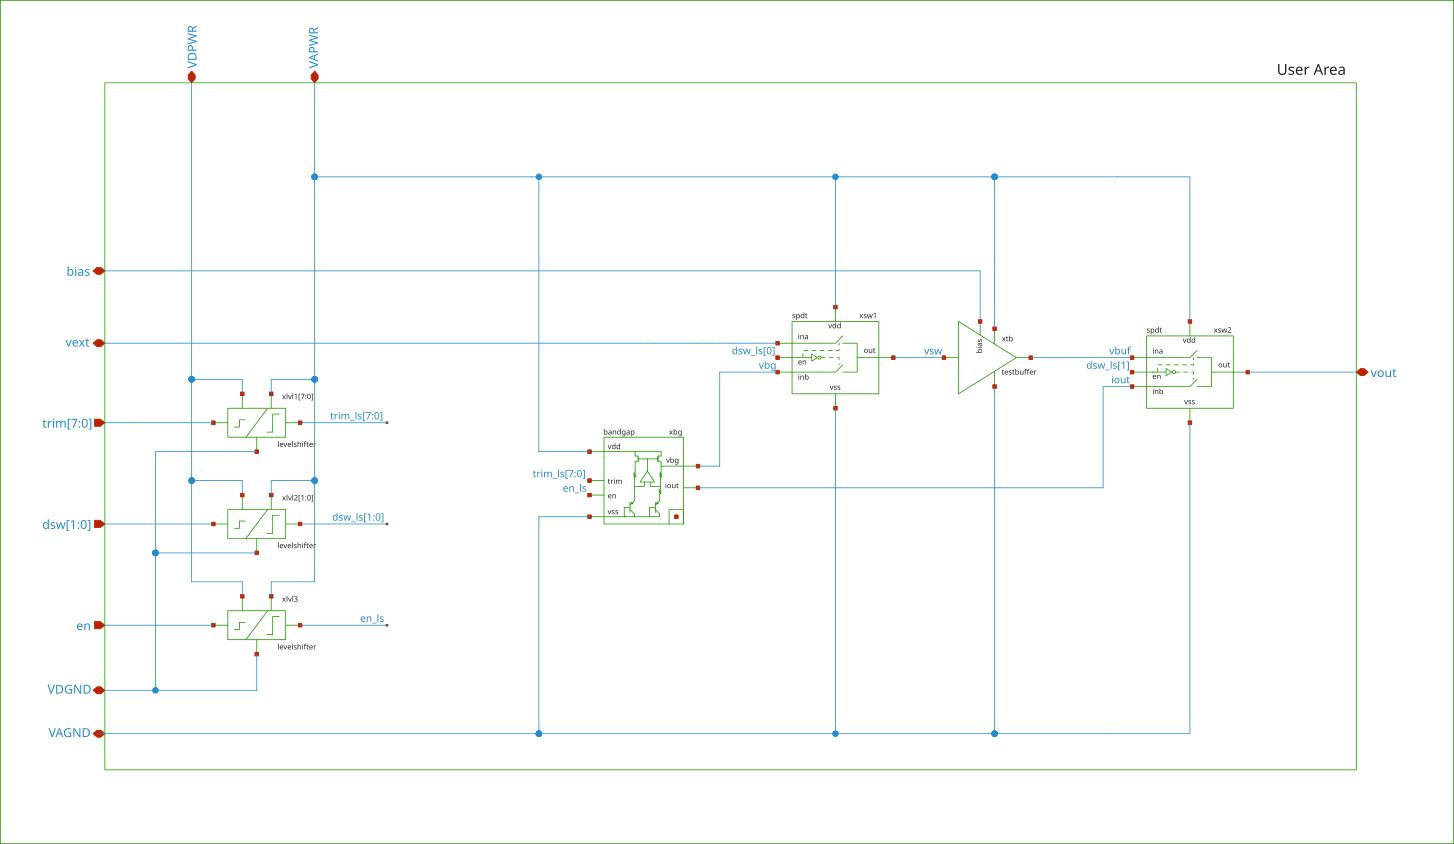 VDPWR
VAPWR
User Area
bias
vext
trim[7:0]
dsw[1:0]
en
VDGND
VAGND
xlvl1[7:0]
trim_ls[7:0]
levelshifter
xlvl2[1:0]
dsw_ls[1:0]
levelshifter
xlvl3
en_ls
levelshifter
bandgap xbg
vdd
vbg
trim_ls[7:0]
trim
iout
en_ls
en
vss
spdt xsw1
vdd
ina
dsw_ls[0]
en
out
vbg
inb
vss
vsw
bias
xtb
testbuffer
spdt xsw2
vdd
vbuf
ina
dsw_ls[1]
en
out
iout
inb
vss
vout